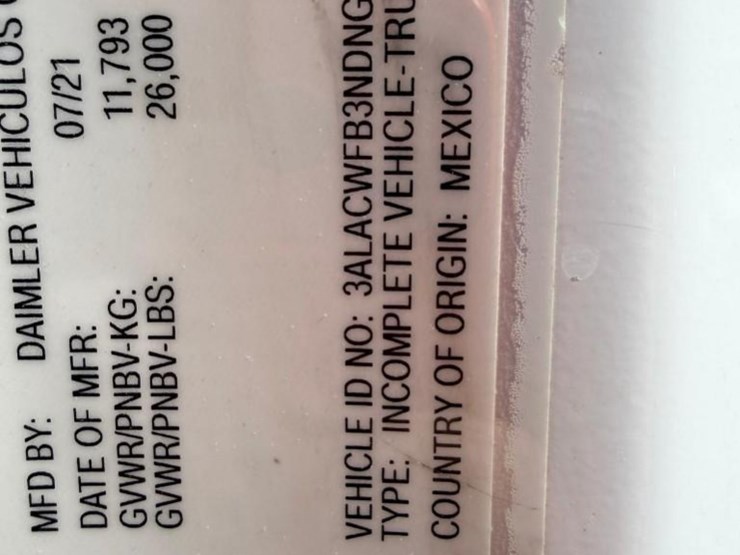 MFD BY: DAIMLER VEHICULOS
DATE OF MFR: 07/21
GVWR/PNBV-KG: 11,793
GVWR/PNBV-LBS: 26,000
VEHICLE ID NO: 3ALACWFB3NDNG
TYPE: INCOMPLETE VEHICLE-TRU
COUNTRY OF ORIGIN: MEXICO